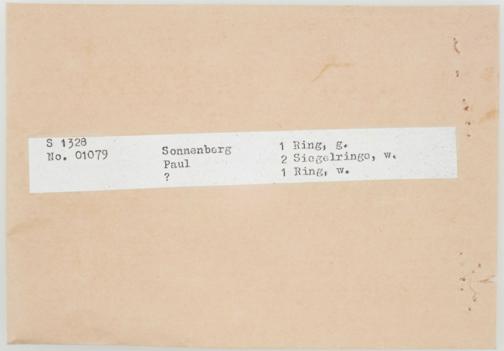 S 1328
No. 01079 Sonnenberg 1 Ring, g.
Paul 2 Siegelringe, w.
? 1 Ring, w.